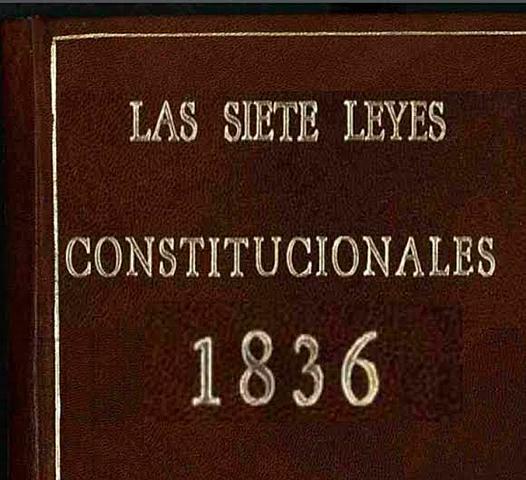 LAS SIETE LEYES
CONSTITUCIONALES
1836